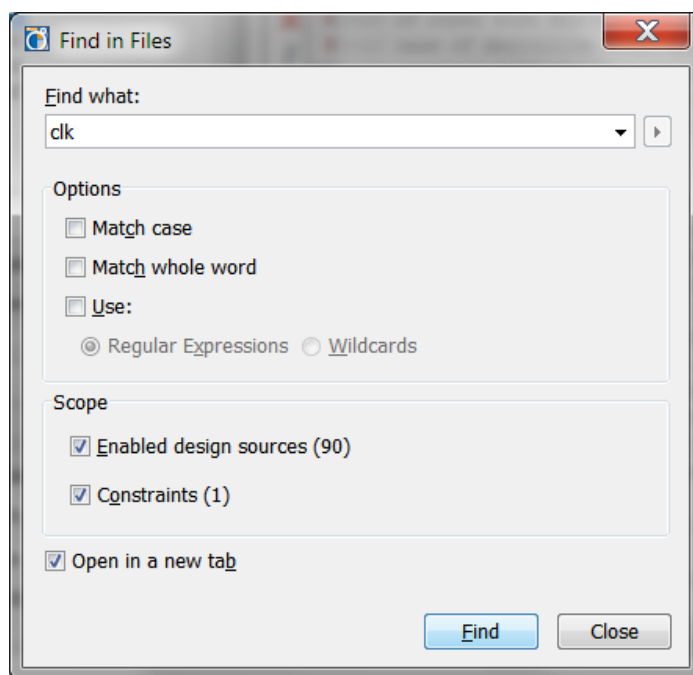 Find in Files
Find what:
clk
Options
Match case
Match whole word
Use:
Regular Expressions Wildcards
Scope
Enabled design sources (90)
Constraints (1)
Open in a new tab
Find Close